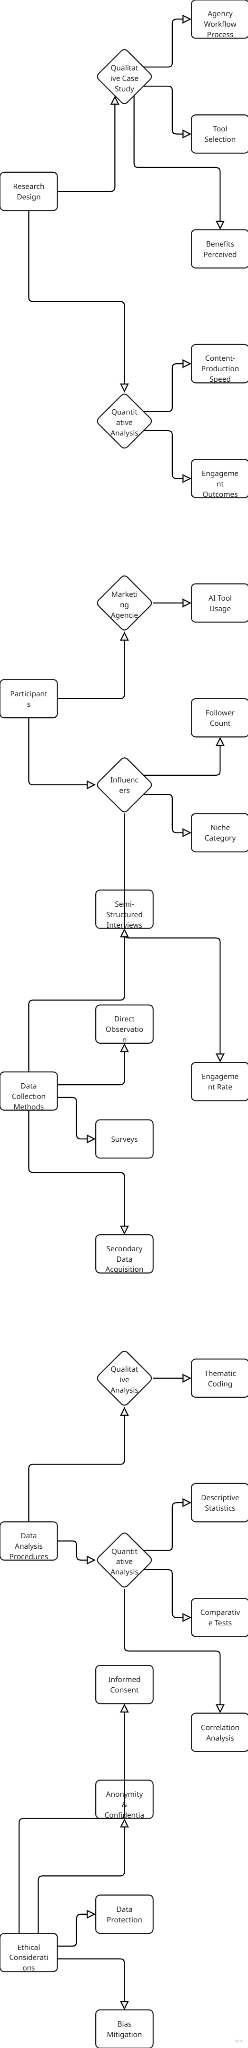 Agency
Workflow
Process
Qualitat
ive Case
Study
Tool
Selection
Research
Design
Benefits
Perceived
Content-
Production
Speed
Quantit
ative
Analysis
Engageme
nt
Outcomes
Marketi
ng
Agencie
AI Tool
Usage
Participant
s
Follower
Count
Influenc
ers
Niche
Category
Semi-
Structured
Interviews
Direct
Observatio
n
Engageme
nt Rate
Data
Collection
Methods
Surveys
Secondary
Data
Acquisition
Qualitat
ive
Analysis
Thematic
Coding
Descriptive
Statistics
Data
Analysis
Procedures
Quantit
ative
Analysis
Comparativ
e Tests
Informed
Consent
Correlation
Analysis
Anonymity
&
Confidentia
Data
Protection
Ethical
Considerati
ons
Bias
Mitigation